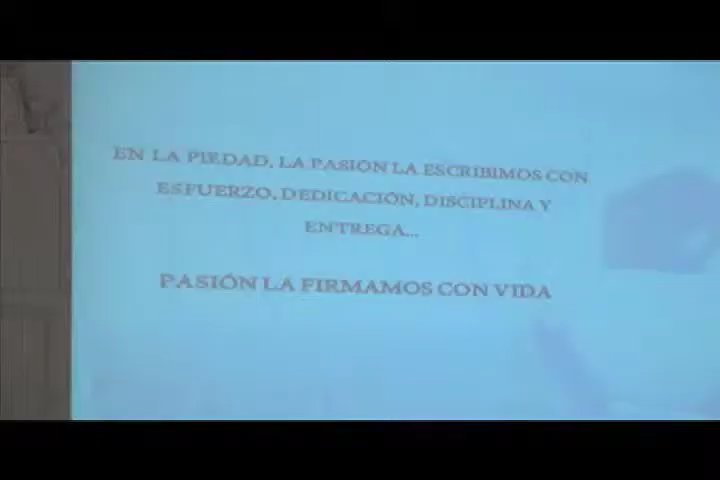 EN LA PIEDAD, LA PASION LA ESCRIBIMOS CON
ESFUERZO, DEDICACIÓN, DISCIPLINA Y
ENTREGA...
PASIÓN LA FIRMAMOS CON VIDA